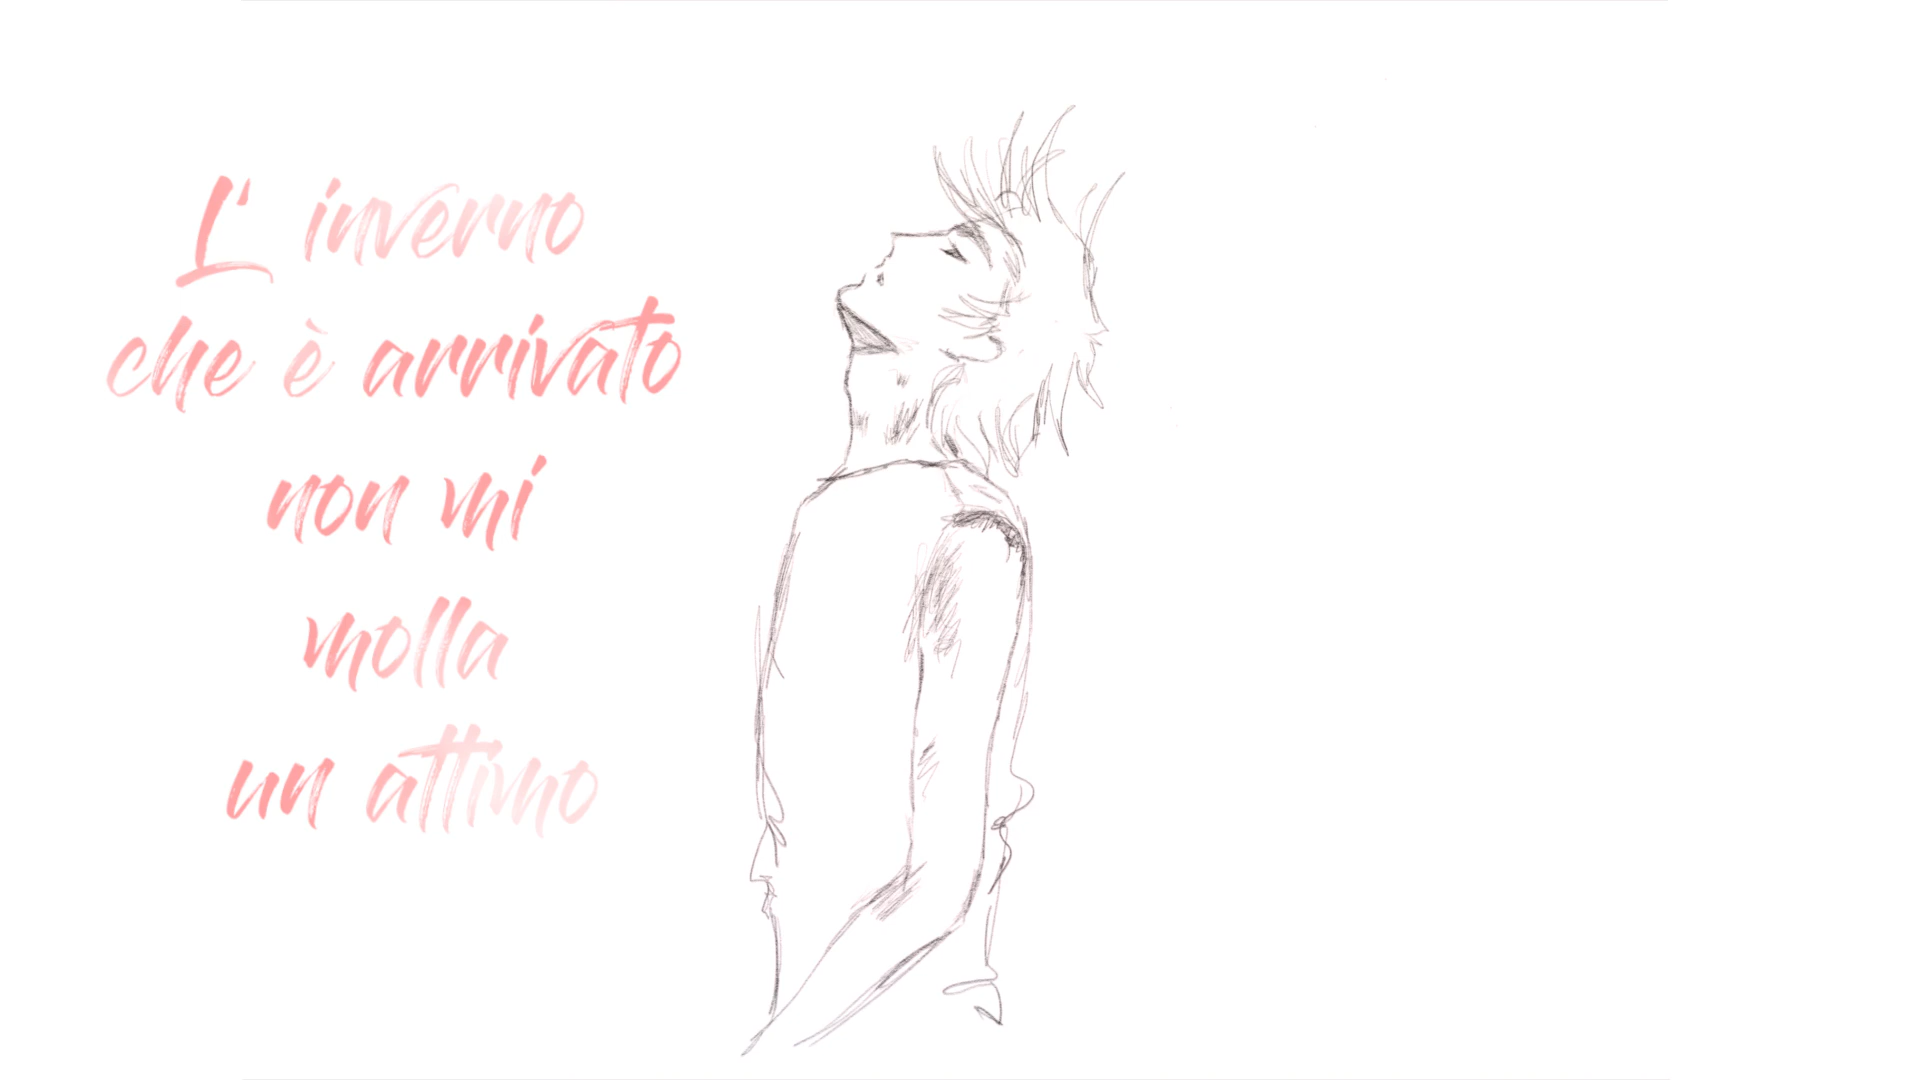 L' inverno
che è arrivato
non mi
molla
un attimo